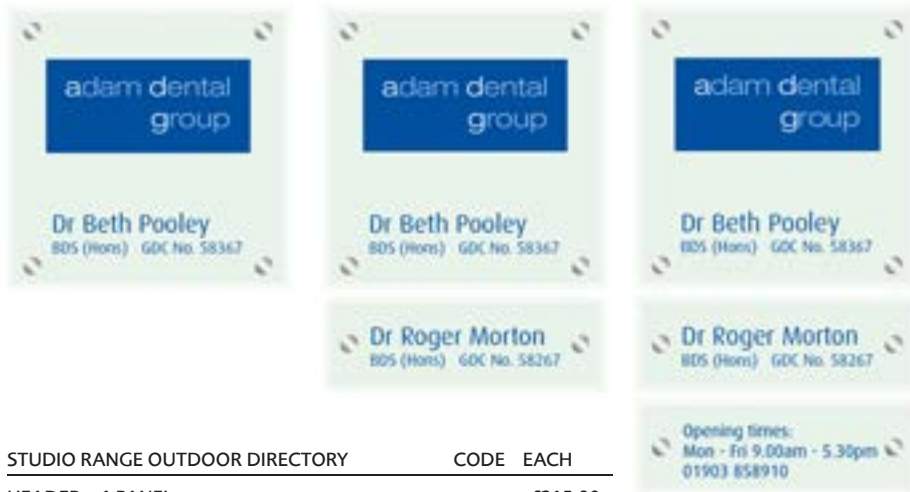 adam dental
group
Dr Beth Pooley
BDS (Hons) GDC No. 58367
adam dental
group
Dr Beth Pooley
BDS (Hons) GDC No. 58367
Dr Roger Morton
BDS (Hons) GDC No. 58267
adam dental
group
Dr Beth Pooley
BDS (Hons) GDC No. 58367
Dr Roger Morton
BDS (Hons) GDC No. 58267
Opening times:
Mon - Fri 9.00am - 5.30pm
01903 858910
STUDIO RANGE OUTDOOR DIRECTORY CODE EACH